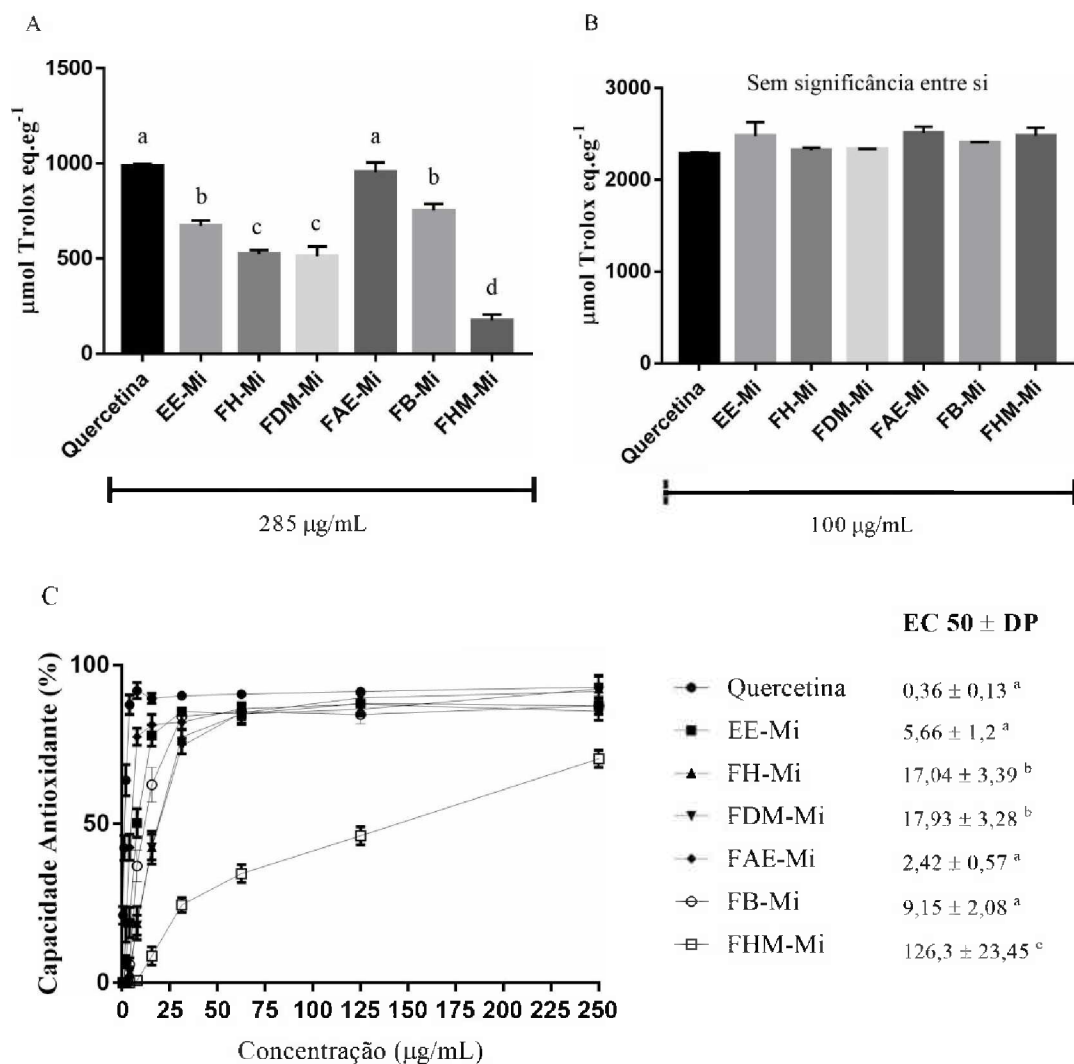 A
1500
1000
500
0
µmol Trolox eq.eg⁻¹
a
b
c
c
a
b
d
Quercetina
EE-Mi
FH-Mi
FDM-Mi
FAE-Mi
FB-Mi
FHM-Mi
285 µg/mL
B
Sem significância entre si
3000
2000
1000
0
µmol Trolox eq.eg⁻¹
Quercetina
EE-Mi
FH-Mi
FDM-Mi
FAE-Mi
FB-Mi
FHM-Mi
100 µg/mL
C
100
50
0
Capacidade Antioxidante (%)
0 25 50 75 100 125 150 175 200 225 250
Concentração (µg/mL)
EC 50 ± DP
Quercetina 0,36 ± 0,13 ᵃ
EE-Mi 5,66 ± 1,2 ᵃ
FH-Mi 17,04 ± 3,39 ᵇ
FDM-Mi 17,93 ± 3,28 ᵇ
FAE-Mi 2,42 ± 0,57 ᵃ
FB-Mi 9,15 ± 2,08 ᵃ
FHM-Mi 126,3 ± 23,45 ᶜ